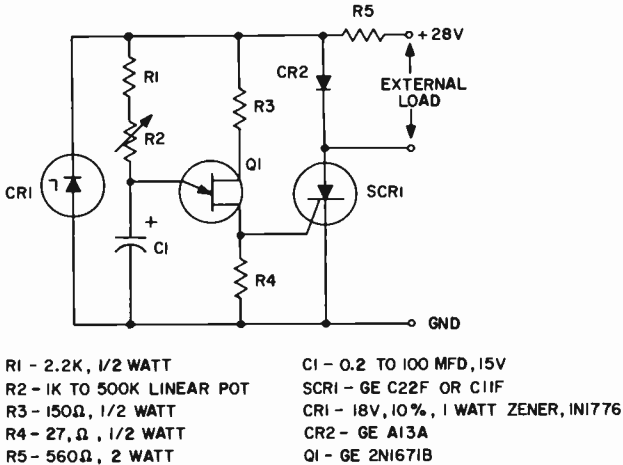 R5
+28V
R1
CR2
EXTERNAL
LOAD
R3
R2
Q1
CR1
SCR1
+
C1
R4
GND
R1 - 2.2K, 1/2 WATT
R2 - 1K TO 500K LINEAR POT
R3 - 150Ω, 1/2 WATT
R4 - 27,Ω, 1/2 WATT
R5 - 560Ω, 2 WATT
C1 - 0.2 TO 100 MFD, 15V
SCR1 - GE C22F OR C11F
CR1 - 18V, 10%, 1 WATT ZENER, 1N1776
CR2 - GE A13A
Q1 - GE 2N1671B